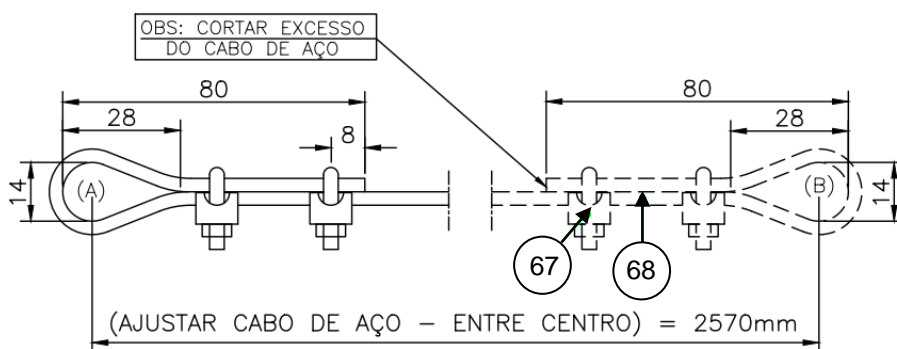 OBS: CORTAR EXCESSO
DO CABO DE AÇO
80
80
28
28
8
14
(A)
(B)
14
67
68
(AJUSTAR CABO DE AÇO – ENTRE CENTRO) = 2570mm